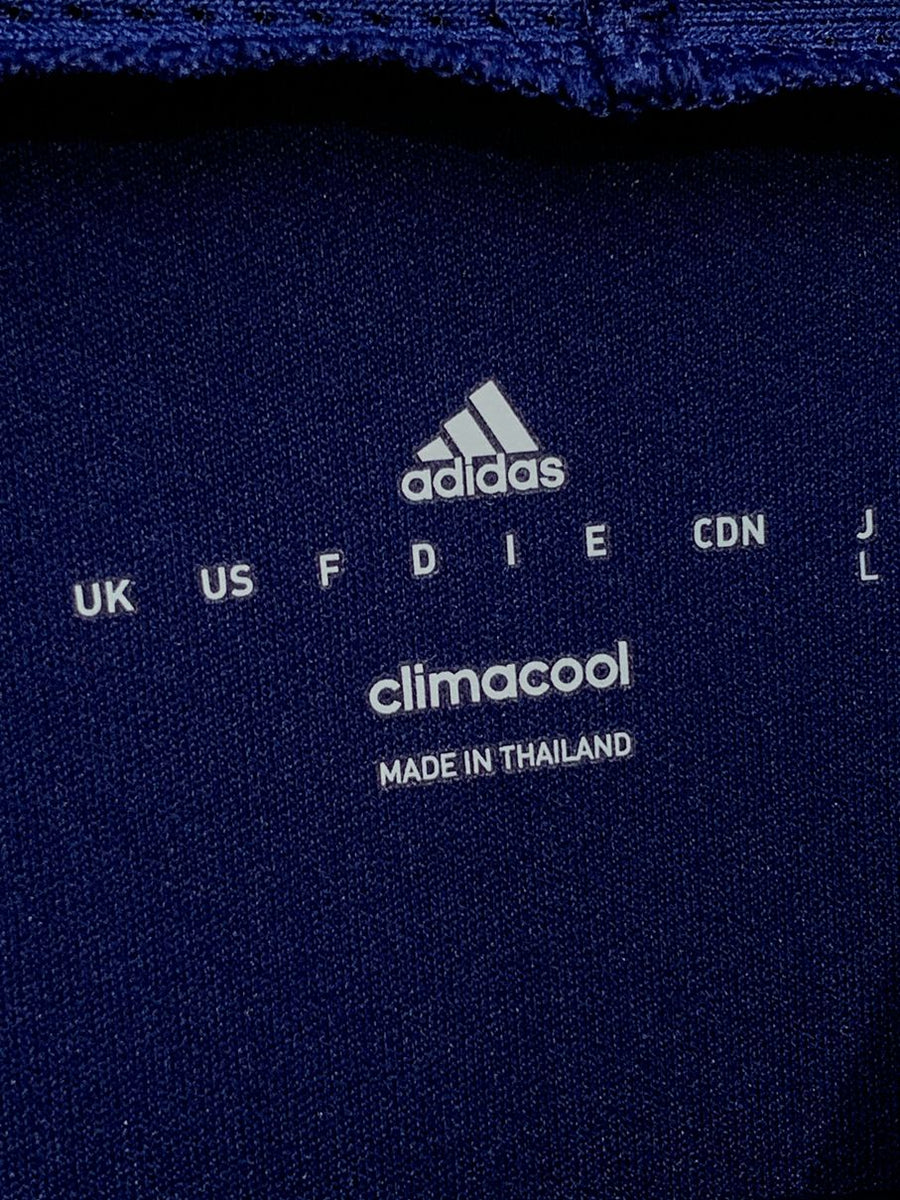 adidas
UK US F D I E CDN J
L
climacool
MADE IN THAILAND